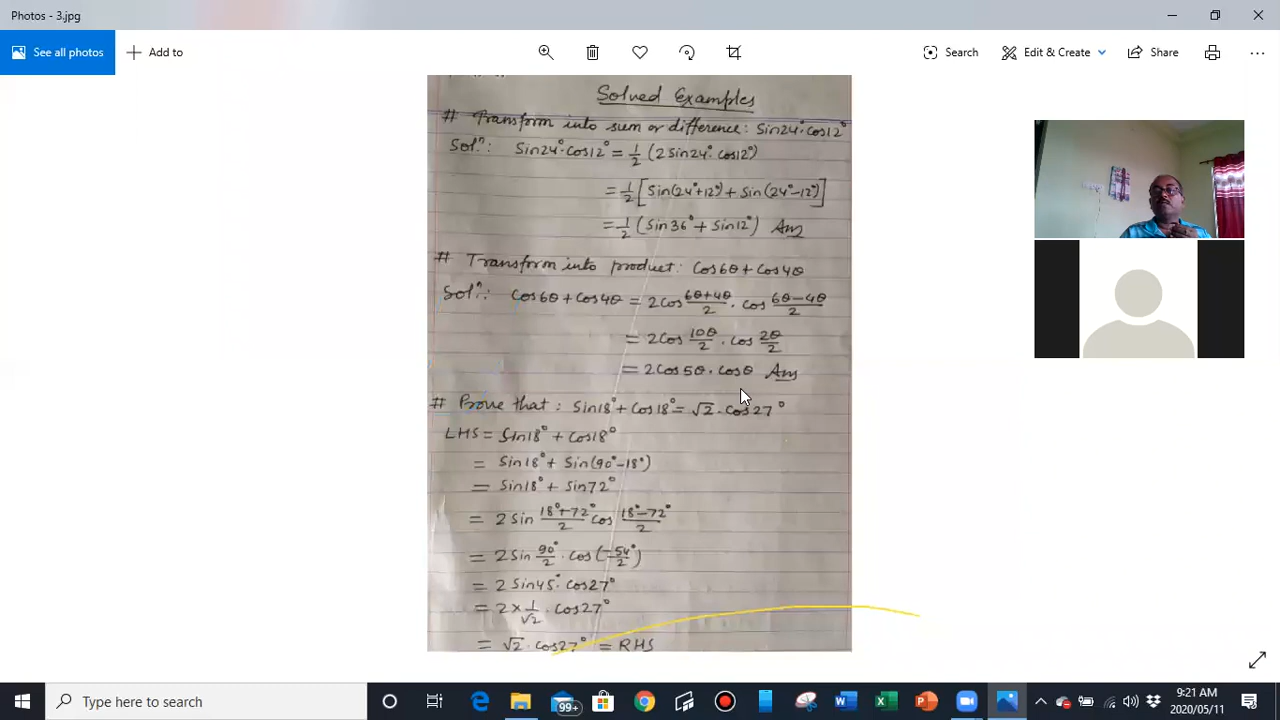 Photos - 3.jpg
See all photos
Add to
Search
Edit & Create
Share
Solved Examples
# Transform into sum or difference: Sin24°.cos12°
Solⁿ: Sin24°.cos12° = 1/2 (2Sin24°.cos12°)
= 1/2 [Sin(24°+12°) + Sin(24°-12°)]
= 1/2 (Sin36° + Sin12°) Ans
# Transform into product: Cos6θ + Cos4θ
Solⁿ: Cos6θ + Cos4θ = 2Cos (6θ+4θ)/2 . cos (6θ-4θ)/2
= 2Cos 10θ/2 . cos 2θ/2
= 2Cos5θ . cosθ Ans
# Prove that: Sin18° + Cos18° = √2 . cos27°
LHS = Sin18° + Cos18°
= Sin18° + Sin(90°-18°)
= Sin18° + Sin72°
= 2 Sin (18°+72°)/2 cos (18°-72°)/2
= 2 Sin 90°/2 . cos(-54°/2)
= 2 Sin45° . cos27°
= 2 × 1/√2 . cos27°
= √2 . cos27° = RHS
Type here to search
99+
9:21 AM
2020/05/11